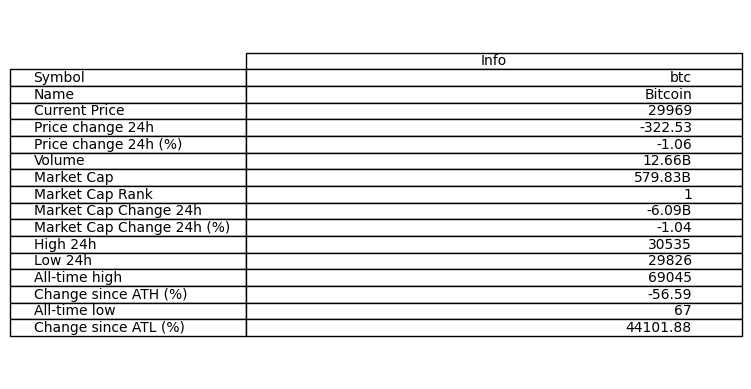 Info
Symbol btc
Name Bitcoin
Current Price 29969
Price change 24h -322.53
Price change 24h (%) -1.06
Volume 12.66B
Market Cap 579.83B
Market Cap Rank 1
Market Cap Change 24h -6.09B
Market Cap Change 24h (%) -1.04
High 24h 30535
Low 24h 29826
All-time high 69045
Change since ATH (%) -56.59
All-time low 67
Change since ATL (%) 44101.88